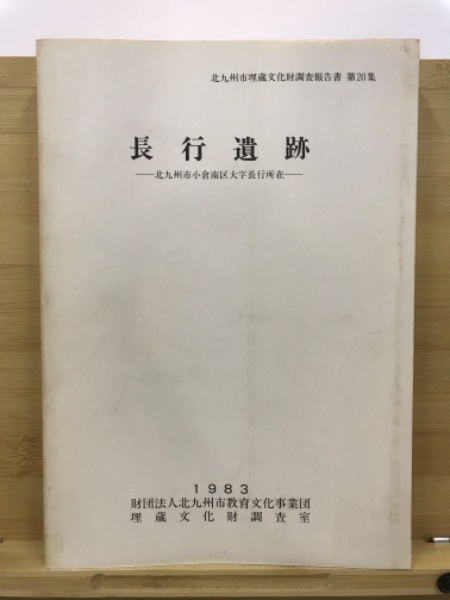 北九州市埋蔵文化財調査報告書 第20集
長行遺跡
──北九州市小倉南区大字長行所在──
1983
財団法人北九州市教育文化事業団
埋蔵文化財調査室